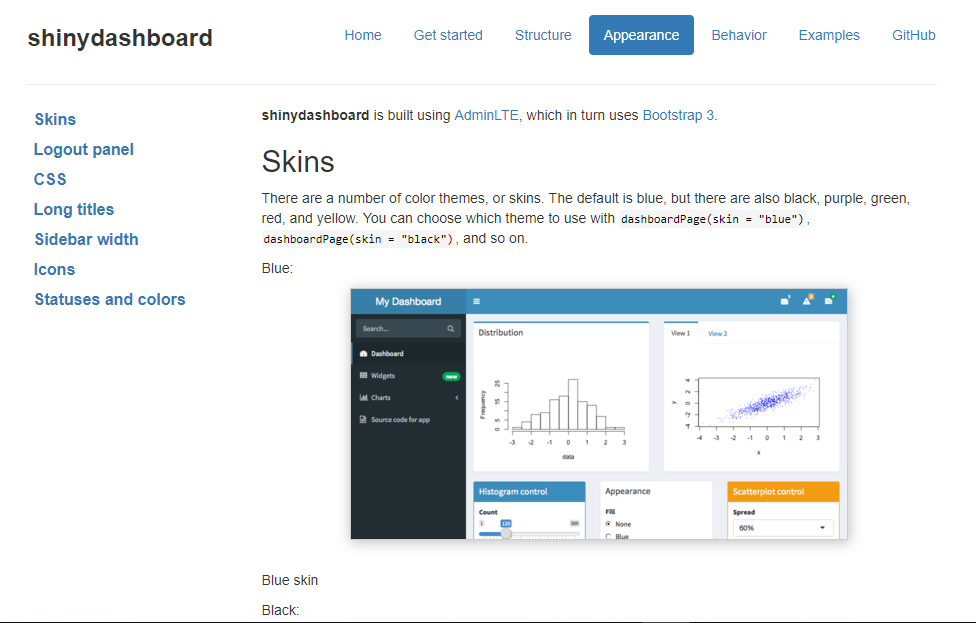 shinydashboard
Home Get started Structure Appearance Behavior Examples GitHub
Skins
Logout panel
CSS
Long titles
Sidebar width
Icons
Statuses and colors
shinydashboard is built using AdminLTE, which in turn uses Bootstrap 3.
Skins
There are a number of color themes, or skins. The default is blue, but there are also black, purple, green,
red, and yellow. You can choose which theme to use with dashboardPage(skin = "blue"),
dashboardPage(skin = "black"), and so on.
Blue:
My Dashboard
Search...
Dashboard
Widgets new
Charts
Source code for app
Distribution
Frequency
0 5 15 25
-3 -2 -1 0 1 2 3
data
View 1 View 2
y
-4 -2 0 2 4
-4 -3 -2 -1 0 1 2 3
x
Histogram control
Count
1 120 500
Appearance
Fill
None
Blue
Scatterplot control
Spread
60%
Blue skin
Black: